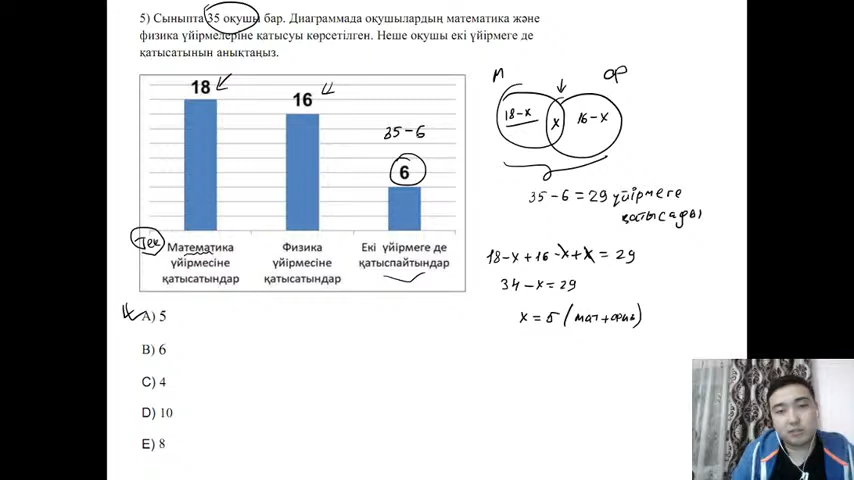 5) Сыныпта 35 оқушы бар. Диаграммада оқушылардың математика және
физика үйірмелеріне қатысуы көрсетілген. Неше оқушы екі үйірмеге де
қатысатынын анықтаңыз.
18
16
35-6
6
Тек
Математика
үйірмесіне
қатысатындар
Физика
үйірмесіне
қатысатындар
Екі үйірмеге де
қатыспайтындар
М
ФР
18-x
x
16-x
35-6=29 үйірмеге
қатысады
18-x+16-x+x=29
34-x=29
x=5 (мат+физ)
A) 5
B) 6
C) 4
D) 10
E) 8